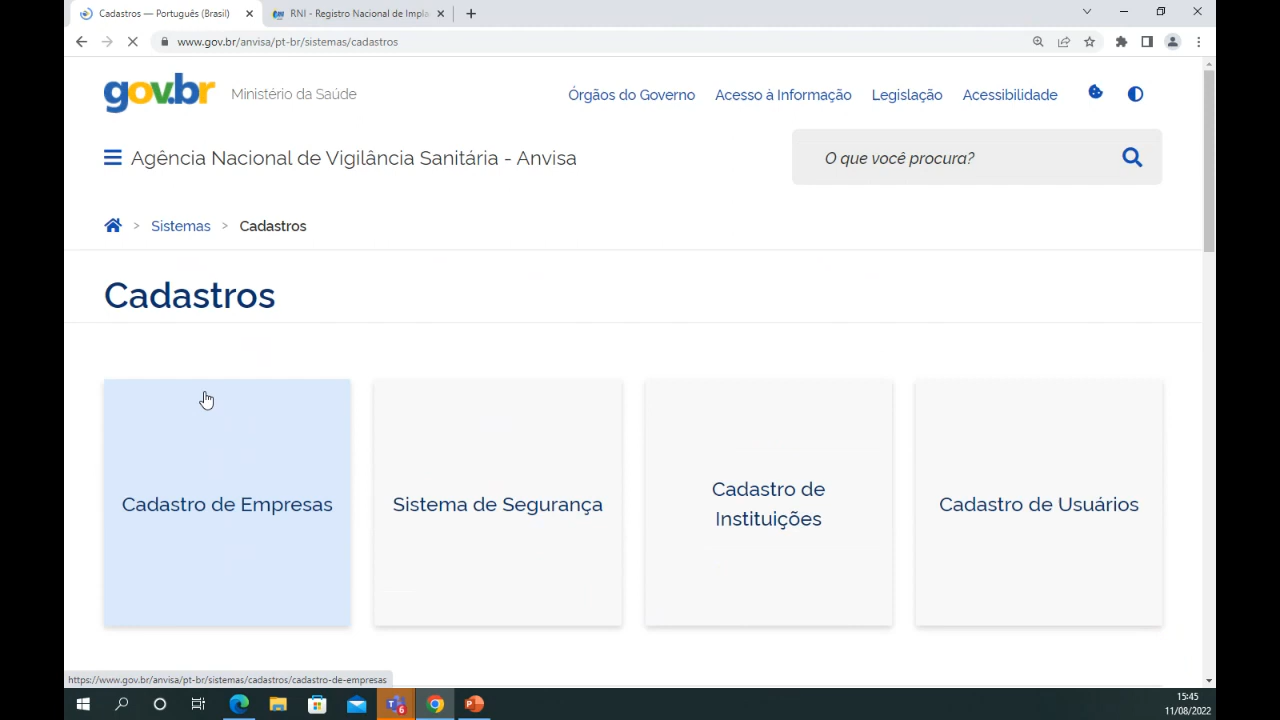 Cadastros — Português (Brasil)
RNI - Registro Nacional de Impla
www.gov.br/anvisa/pt-br/sistemas/cadastros
gov.br
Ministério da Saúde
Órgãos do Governo
Acesso à Informação
Legislação
Acessibilidade
Agência Nacional de Vigilância Sanitária - Anvisa
O que você procura?
Sistemas > Cadastros
Cadastros
Cadastro de Empresas
Sistema de Segurança
Cadastro de
Instituições
Cadastro de Usuários
https://www.gov.br/anvisa/pt-br/sistemas/cadastros/cadastro-de-empresas
6
15:45
11/08/2022